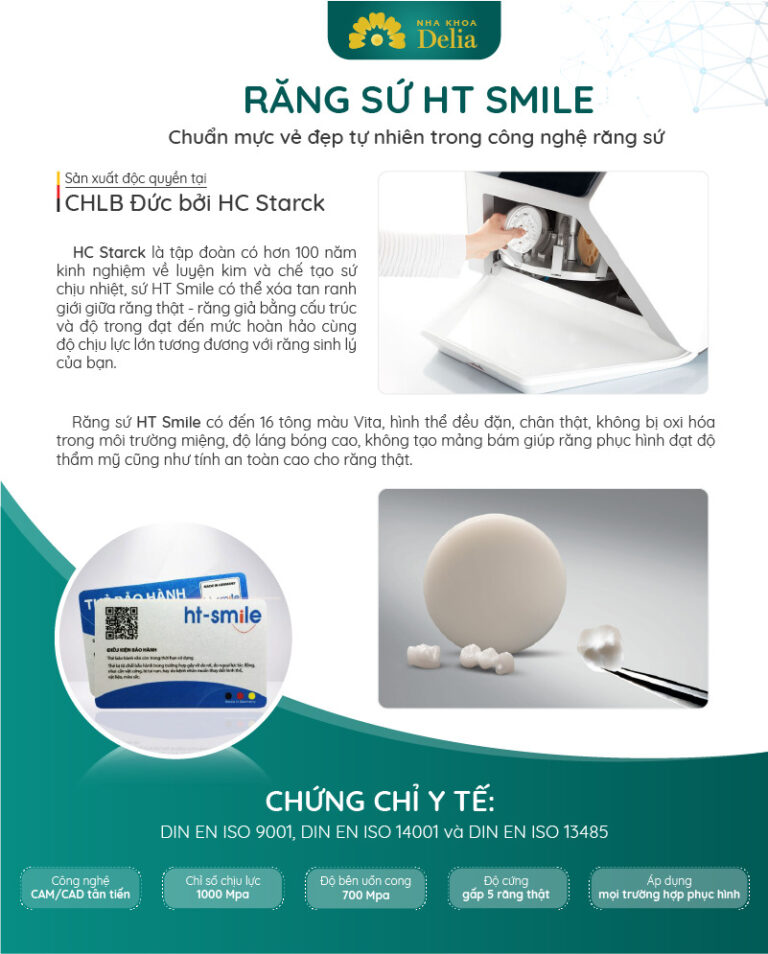 NHA KHOA
Delia
RĂNG SỨ HT SMILE
Chuẩn mực vẻ đẹp tự nhiên trong công nghệ răng sứ
Sản xuất độc quyền tại
CHLB Đức bởi HC Starck
HC Starck là tập đoàn có hơn 100 năm
kinh nghiệm về luyện kim và chế tạo sứ
chịu nhiệt, sứ HT Smile có thể xóa tan ranh
giới giữa răng thật - răng giả bằng cấu trúc
và độ trong đạt đến mức hoàn hảo cùng
độ chịu lực lớn tương đương với răng sinh lý
của bạn.
Răng sứ HT Smile có đến 16 tông màu Vita, hình thể đều đặn, chân thật, không bị oxi hóa
trong môi trường miệng, độ láng bóng cao, không tạo mảng bám giúp răng phục hình đạt độ
thẩm mỹ cũng như tính an toàn cao cho răng thật.
MADE IN GERMANY
BẢO HÀNH
ht-smile
ĐIỀU KIỆN BẢO HÀNH
Made in Germany
CHỨNG CHỈ Y TẾ:
DIN EN ISO 9001, DIN EN ISO 14001 và DIN EN ISO 13485
Công nghệ
CAM/CAD tân tiến
Chỉ số chịu lực
1000 Mpa
Độ bền uốn cong
700 Mpa
Độ cứng
gấp 5 răng thật
Áp dụng
mọi trường hợp phục hình